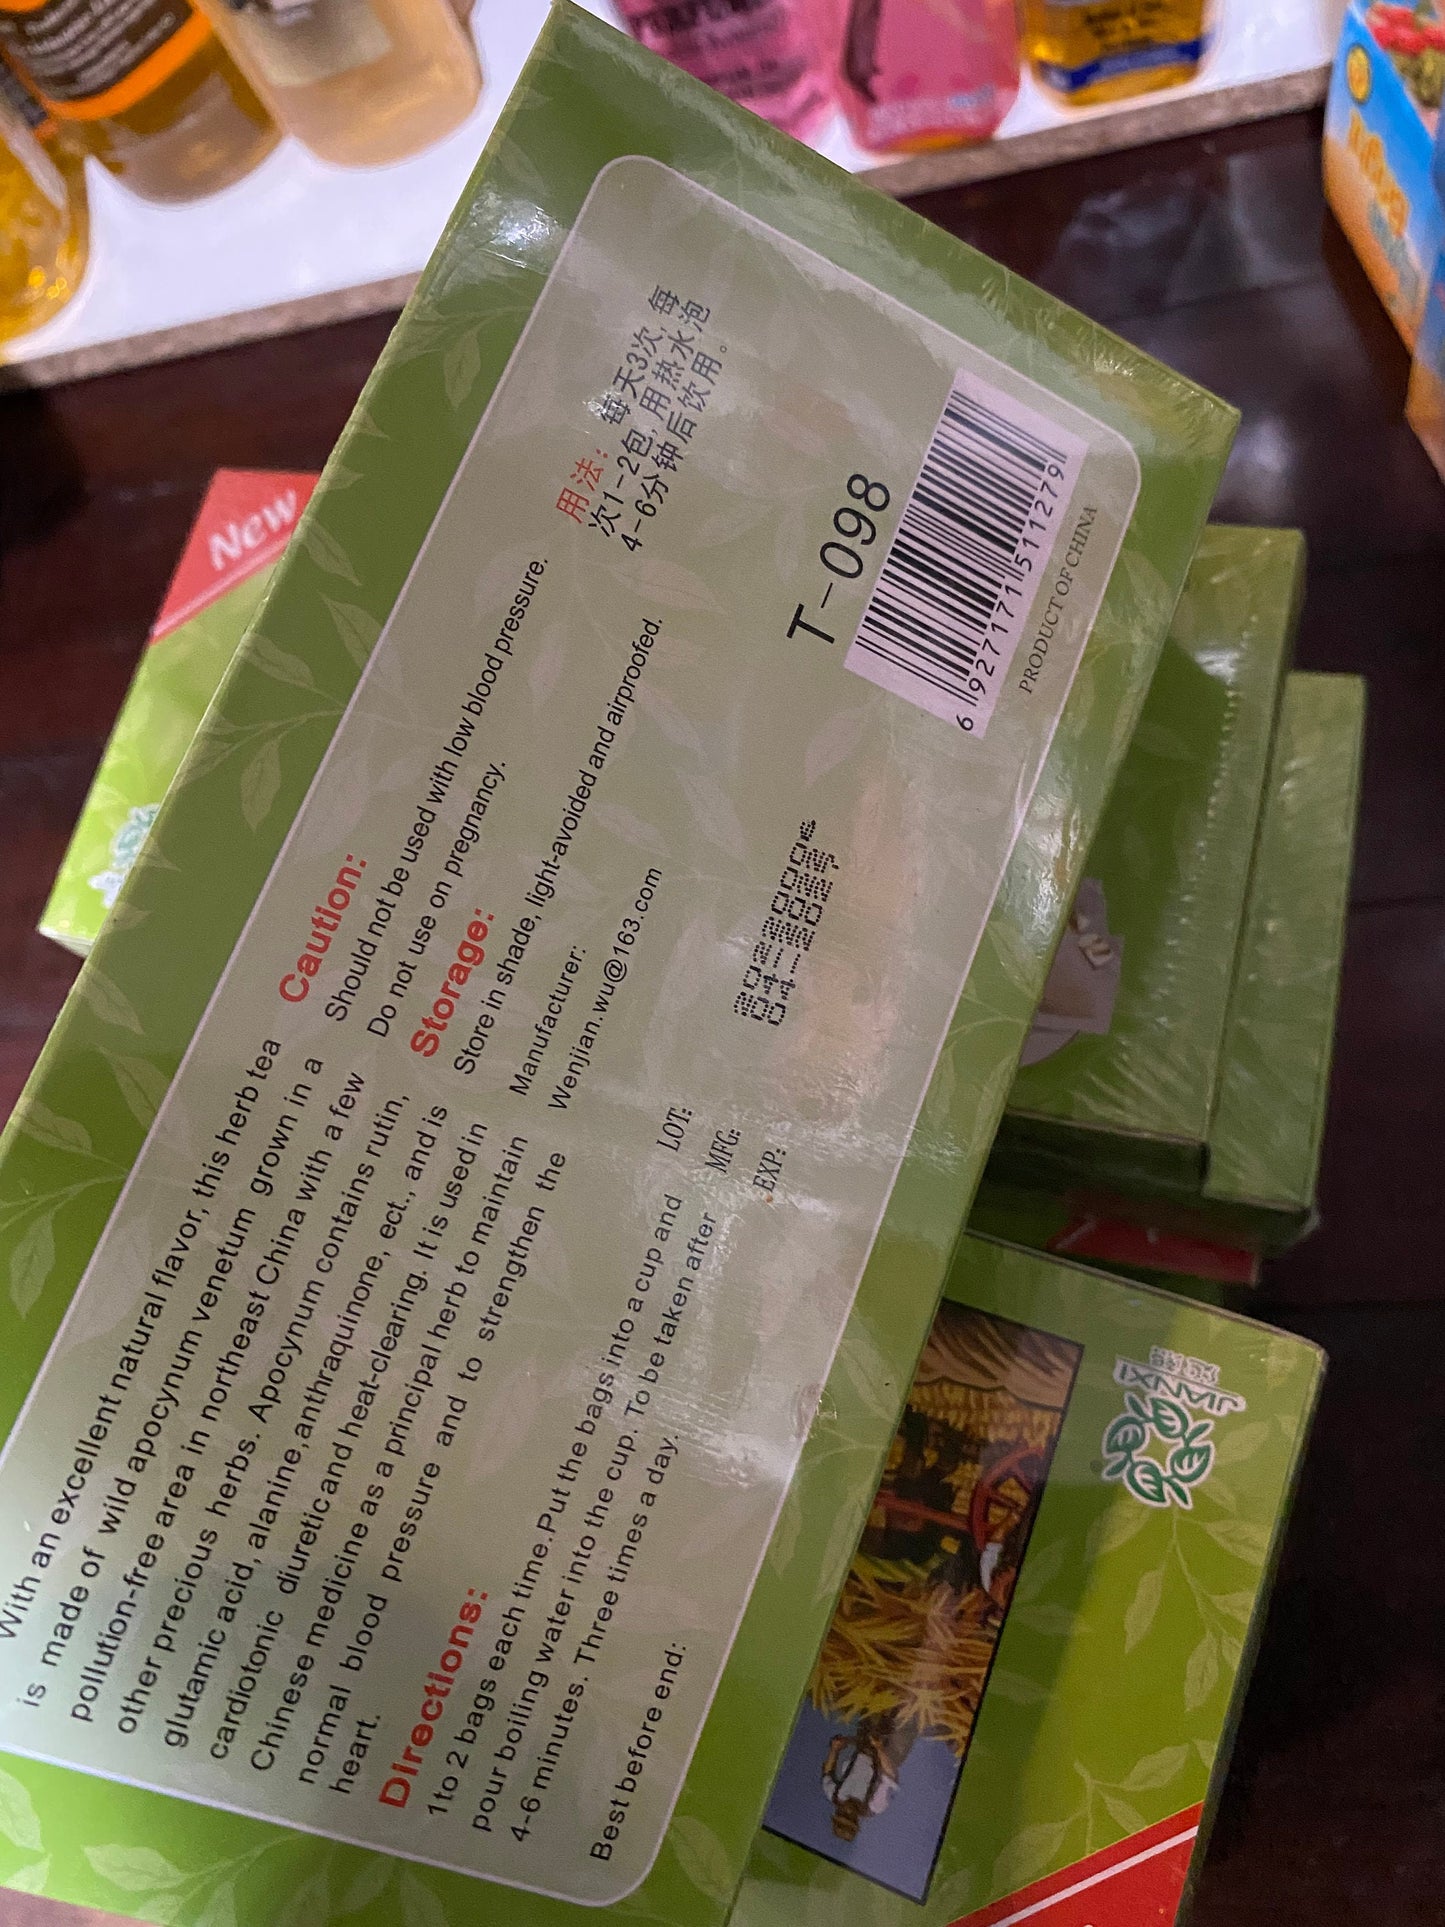 With an excellent natural flavor, this herb tea
is made of wild apocynum venetum grown in a
pollution-free area in northeast China with a few
other precious herbs. Apocynum contains rutin,
glutamic acid, alanine, anthraquinone, ect., and is
cardiotonic diuretic and heat-clearing. It is used in
Chinese medicine as a principal herb to maintain
normal blood pressure and to strengthen the
heart.
Directions:
1to 2 bags each time.Put the bags into a cup and
pour boiling water into the cup. To be taken after
4-6 minutes. Three times a day.
Best before end:
Caution:
Should not be used with low blood pressure.
Do not use on pregnancy.
Storage:
Store in shade, light-avoided and airproofed.
Manufacturer:
Wenjian.wu@163.com
LOT:
MFG:
EXP:
用法: 每天3次, 每
次1-2包, 用热水泡
4-6分钟后饮用。
T-098
6 927171 511279
PRODUCT OF CHINA
New
JIANXI